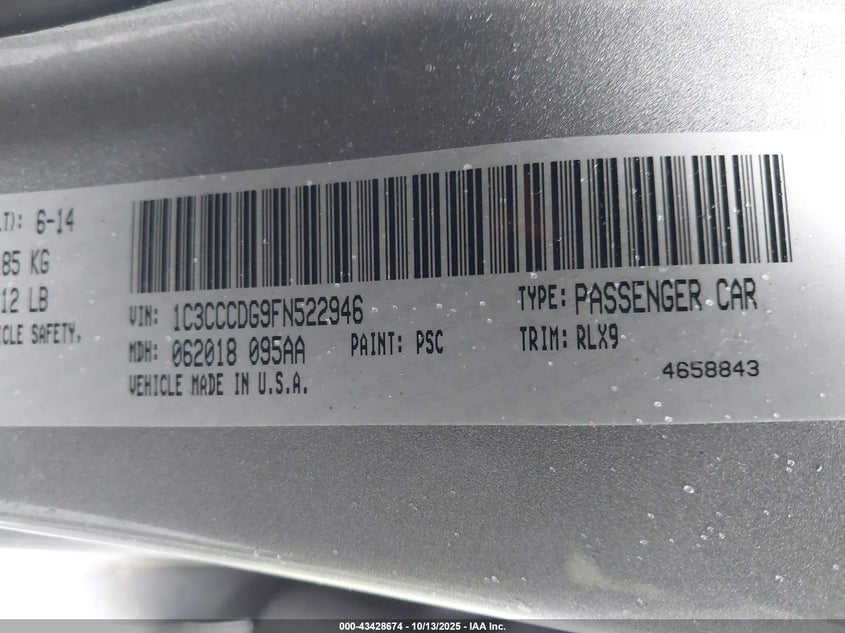 LT): 6-14
85 KG
12 LB
ICLE SAFETY.
VIN: 1C3CCCDG9FN522946
TYPE: PASSENGER CAR
MDH: 062018 095AA
PAINT: PSC
TRIM: RLX9
VEHICLE MADE IN U.S.A.
4658843
000-43428674 - 10/13/2025 - IAA Inc.